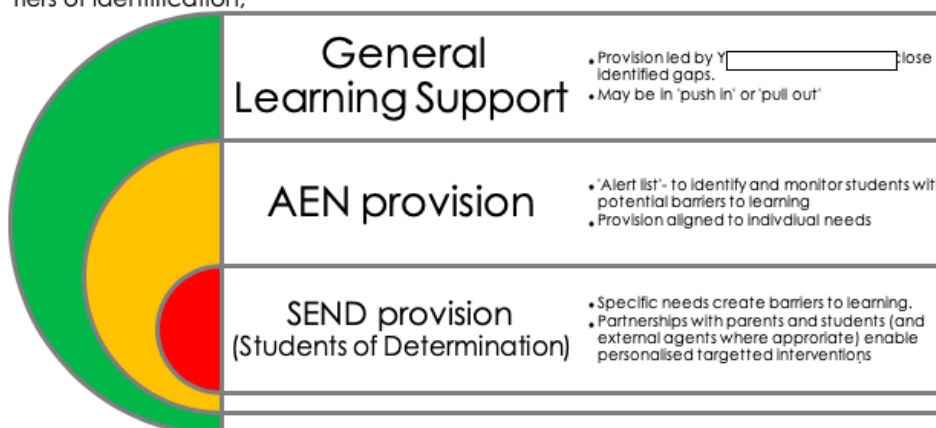 tiers of identification;
General
Learning Support
• Provision led by Y
close
identified gaps.
• May be in 'push in' or 'pull out'
AEN provision
• 'Alert list'- to identify and monitor students wit
potential barriers to learning
• Provision aligned to indivdiual needs
SEND provision
(Students of Determination)
• Specific needs create barriers to learning.
• Partnerships with parents and students (and
external agents where approriate) enable
personalised targetted interventions